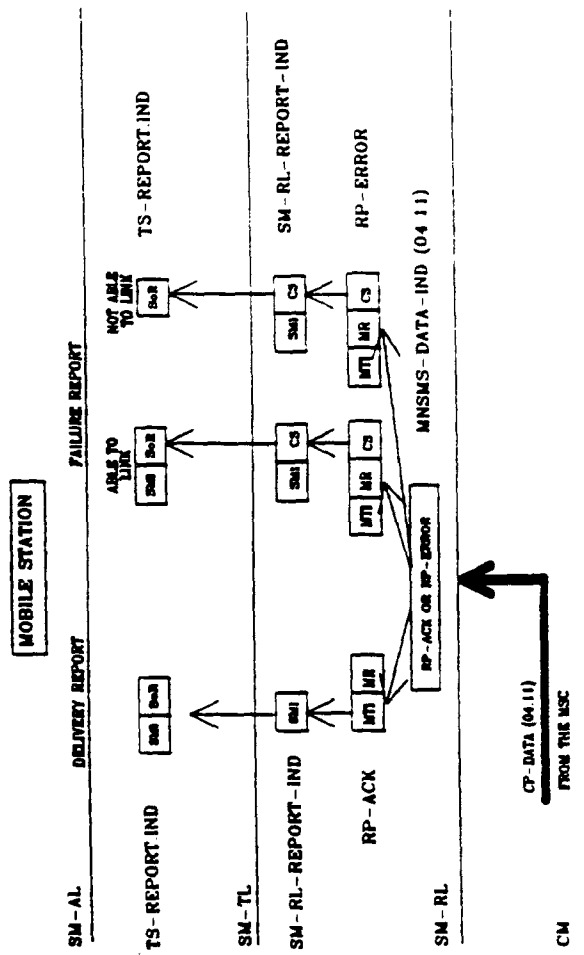 MOBILE STATION
SM-AL
DELIVERY REPORT
FAILURE REPORT
ABLE TO
LINK
NOT ABLE
TO LINK
TS-REPORT.IND
SMI SoR
SMI SoR
SoR
TS-REPORT.IND
SM-TL
SM-RL-REPORT-IND
SMI
SMI CS
SMI CS
SM-RL-REPORT-IND
RP-ACK
MTI MR
MTI MR CS
MTI MR CS
RP-ERROR
RP-ACK OR RP-ERROR
MNSMS-DATA-IND (04 11)
SM-RL
CP-DATA (04.11)
FROM THE MSC
CM